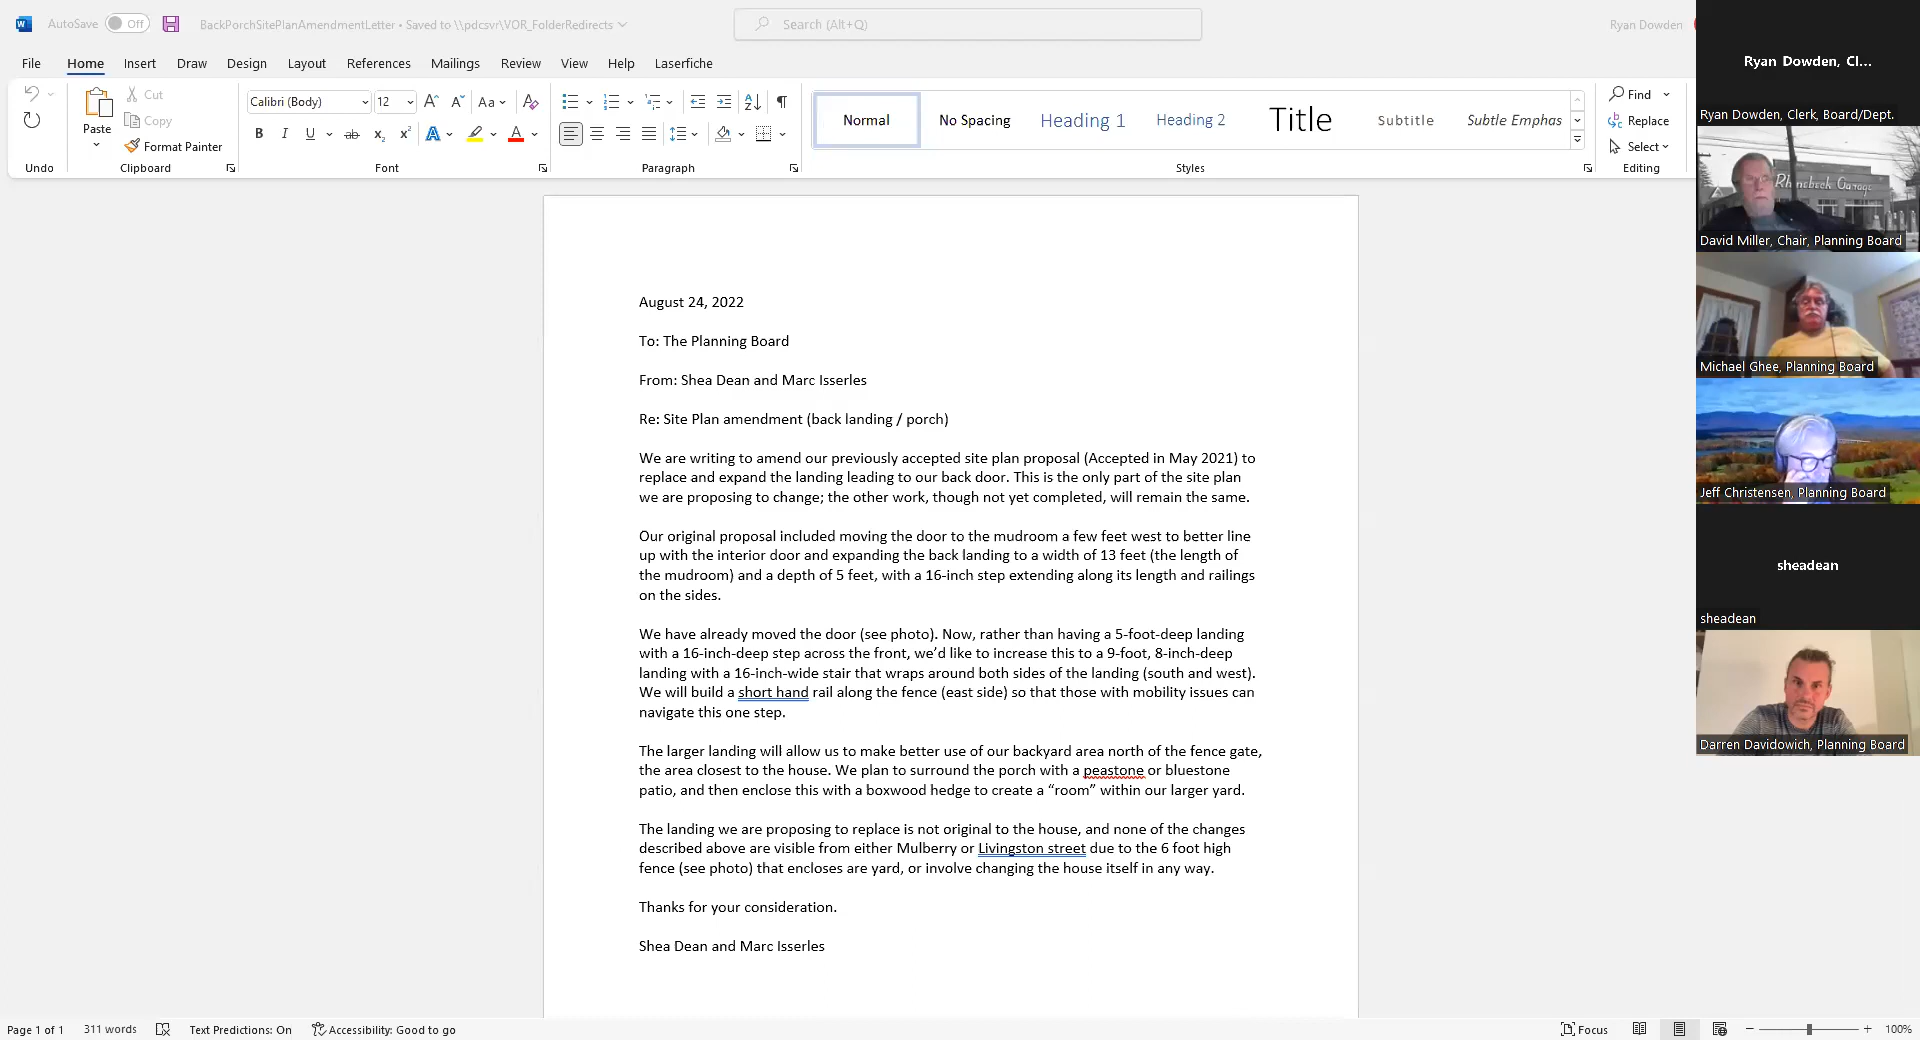 AutoSave Off BackPorchSitePlanAmendmentLetter • Saved to \\pdcsvr\VOR_FolderRedirects Search (Alt+Q) Ryan Dowden
File Home Insert Draw Design Layout References Mailings Review View Help Laserfiche
Undo
Paste
Cut
Copy
Format Painter
Clipboard
Calibri (Body) 12
Font
Paragraph
Normal No Spacing Heading 1 Heading 2 Title Subtitle Subtle Emphas
Styles
Find
Replace
Select
Editing
August 24, 2022
To: The Planning Board
From: Shea Dean and Marc Isserles
Re: Site Plan amendment (back landing / porch)
We are writing to amend our previously accepted site plan proposal (Accepted in May 2021) to
replace and expand the landing leading to our back door. This is the only part of the site plan
we are proposing to change; the other work, though not yet completed, will remain the same.
Our original proposal included moving the door to the mudroom a few feet west to better line
up with the interior door and expanding the back landing to a width of 13 feet (the length of
the mudroom) and a depth of 5 feet, with a 16-inch step extending along its length and railings
on the sides.
We have already moved the door (see photo). Now, rather than having a 5-foot-deep landing
with a 16-inch-deep step across the front, we’d like to increase this to a 9-foot, 8-inch-deep
landing with a 16-inch-wide stair that wraps around both sides of the landing (south and west).
We will build a short hand rail along the fence (east side) so that those with mobility issues can
navigate this one step.
The larger landing will allow us to make better use of our backyard area north of the fence gate,
the area closest to the house. We plan to surround the porch with a peastone or bluestone
patio, and then enclose this with a boxwood hedge to create a “room” within our larger yard.
The landing we are proposing to replace is not original to the house, and none of the changes
described above are visible from either Mulberry or Livingston street due to the 6 foot high
fence (see photo) that encloses are yard, or involve changing the house itself in any way.
Thanks for your consideration.
Shea Dean and Marc Isserles
Ryan Dowden, Cl...
Ryan Dowden, Clerk, Board/Dept.
Rhinebeck Garage
David Miller, Chair, Planning Board
Michael Ghee, Planning Board
Jeff Christensen, Planning Board
sheadean
sheadean
Darren Davidowich, Planning Board
Page 1 of 1 311 words Text Predictions: On Accessibility: Good to go Focus 100%